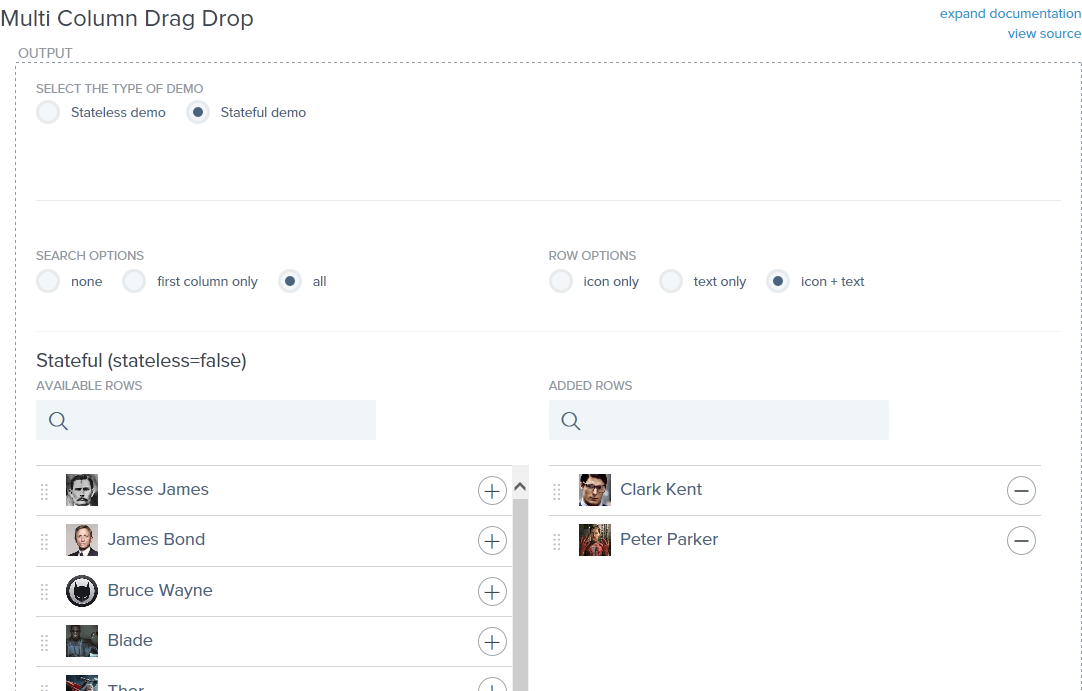 Multi Column Drag Drop
expand documentation
view source
OUTPUT
SELECT THE TYPE OF DEMO
Stateless demo
Stateful demo
SEARCH OPTIONS
none
first column only
all
ROW OPTIONS
icon only
text only
icon + text
Stateful (stateless=false)
AVAILABLE ROWS
Jesse James
James Bond
Bruce Wayne
Blade
Thor
ADDED ROWS
Clark Kent
Peter Parker